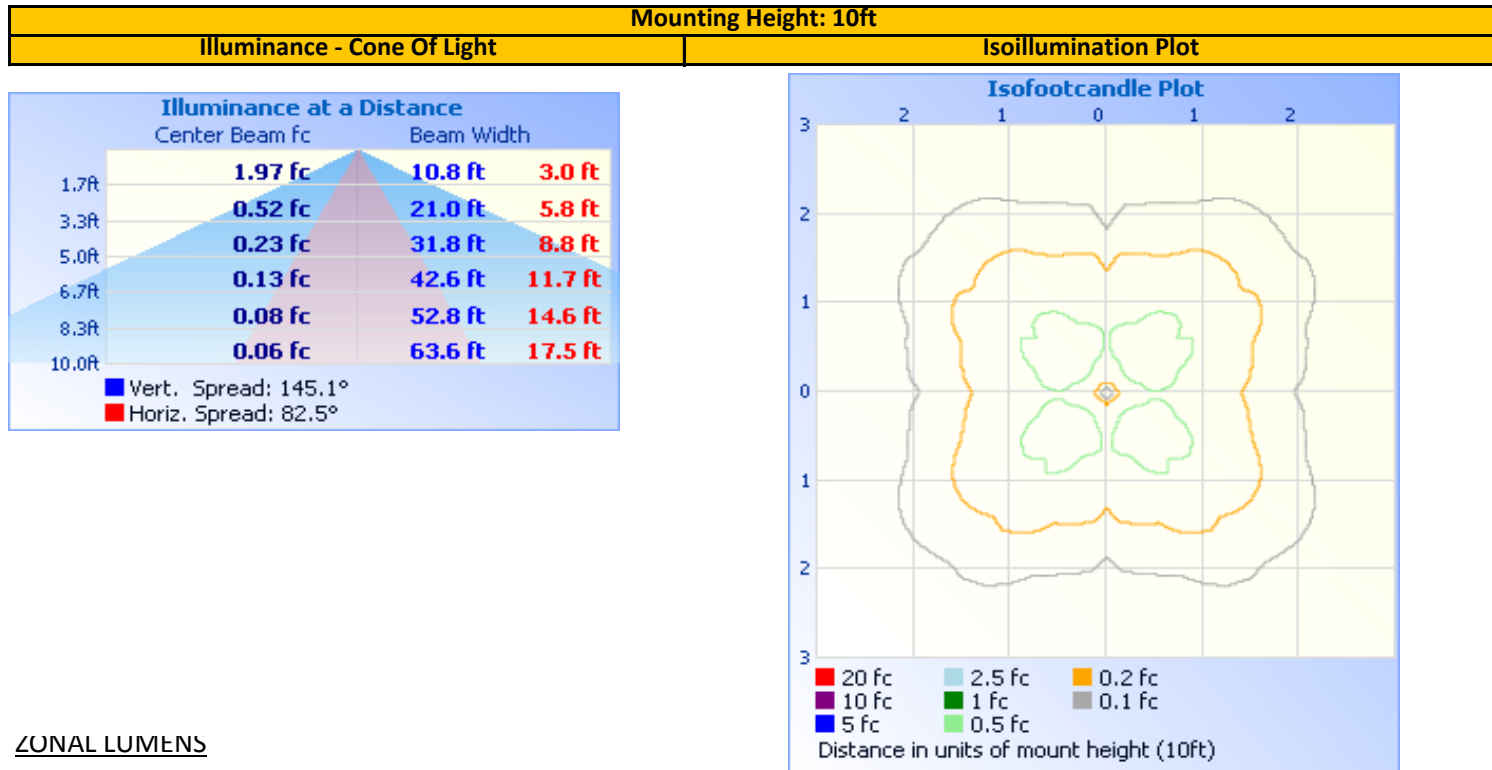 Mounting Height: 10ft
Illuminance - Cone Of Light
Isoillumination Plot
Illuminance at a Distance
Center Beam fc Beam Width
1.7ft 1.97 fc 10.8 ft 3.0 ft
3.3ft 0.52 fc 21.0 ft 5.8 ft
5.0ft 0.23 fc 31.8 ft 8.8 ft
6.7ft 0.13 fc 42.6 ft 11.7 ft
8.3ft 0.08 fc 52.8 ft 14.6 ft
10.0ft 0.06 fc 63.6 ft 17.5 ft
Vert. Spread: 145.1°
Horiz. Spread: 82.5°
Isofootcandle Plot
2 1 0 1 2
3
2
1
0
1
2
3
20 fc 2.5 fc 0.2 fc
10 fc 1 fc 0.1 fc
5 fc 0.5 fc
Distance in units of mount height (10ft)
ZONAL LUMENS